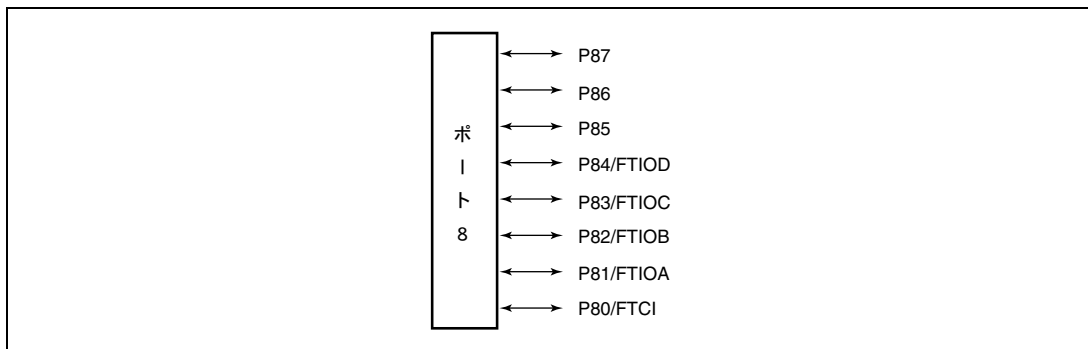 ポート8
P87
P86
P85
P84/FTIOD
P83/FTIOC
P82/FTIOB
P81/FTIOA
P80/FTCI